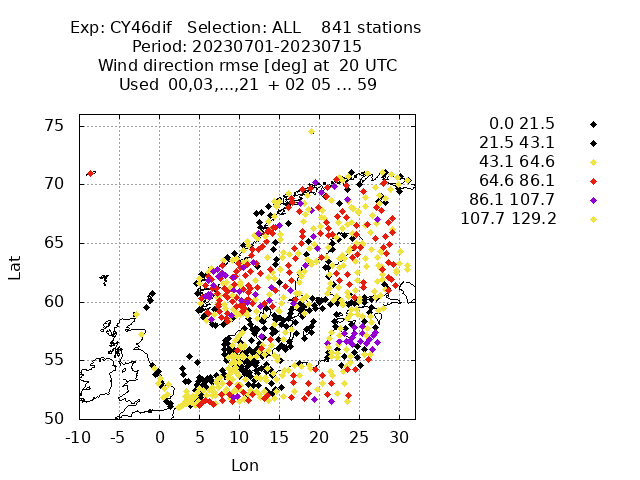 Exp: CY46dif   Selection: ALL    841 stations
Period: 20230701-20230715
Wind direction rmse [deg] at  20 UTC
Used  00,03,...,21  + 02 05 ... 59
0.0 21.5
21.5 43.1
43.1 64.6
64.6 86.1
86.1 107.7
107.7 129.2
75
70
65
60
55
50
Lat
-10 -5 0 5 10 15 20 25 30
Lon